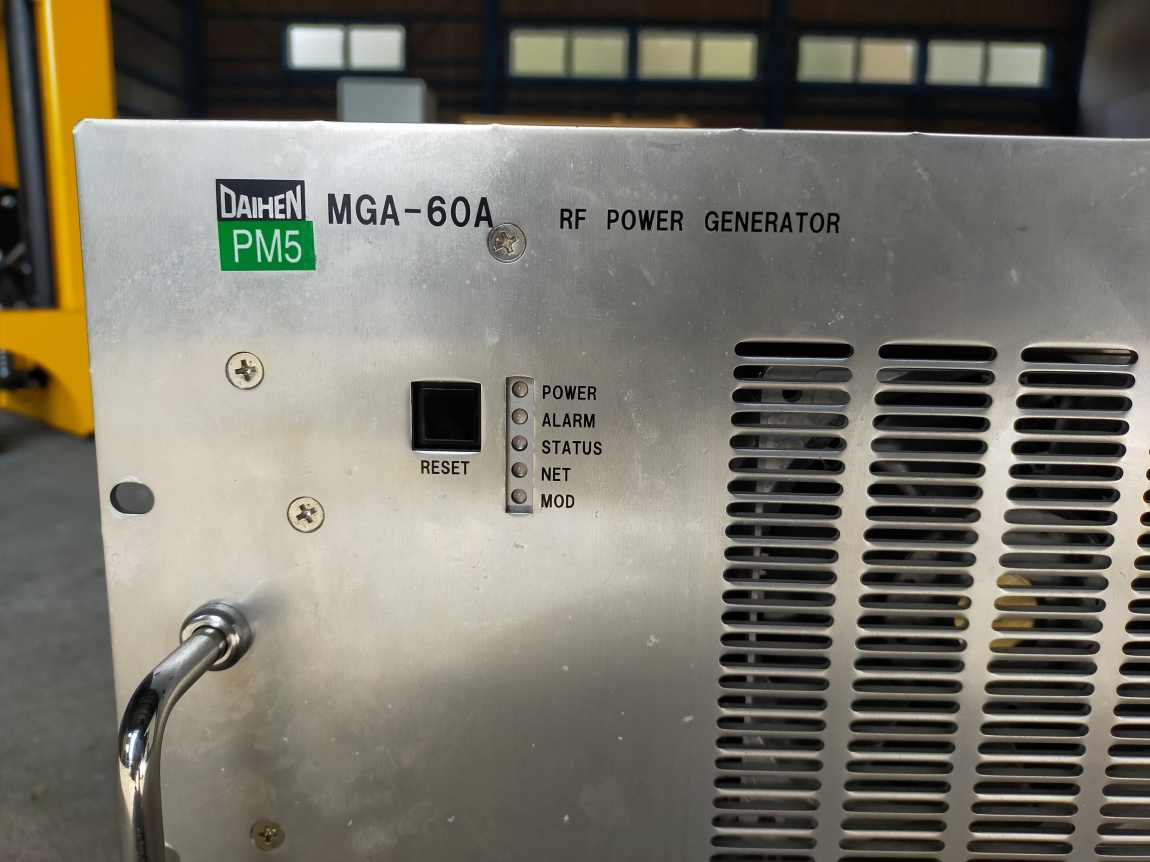 DAIHEN
MGA-60A RF POWER GENERATOR
PM5
POWER
ALARM
STATUS
NET
MOD
RESET